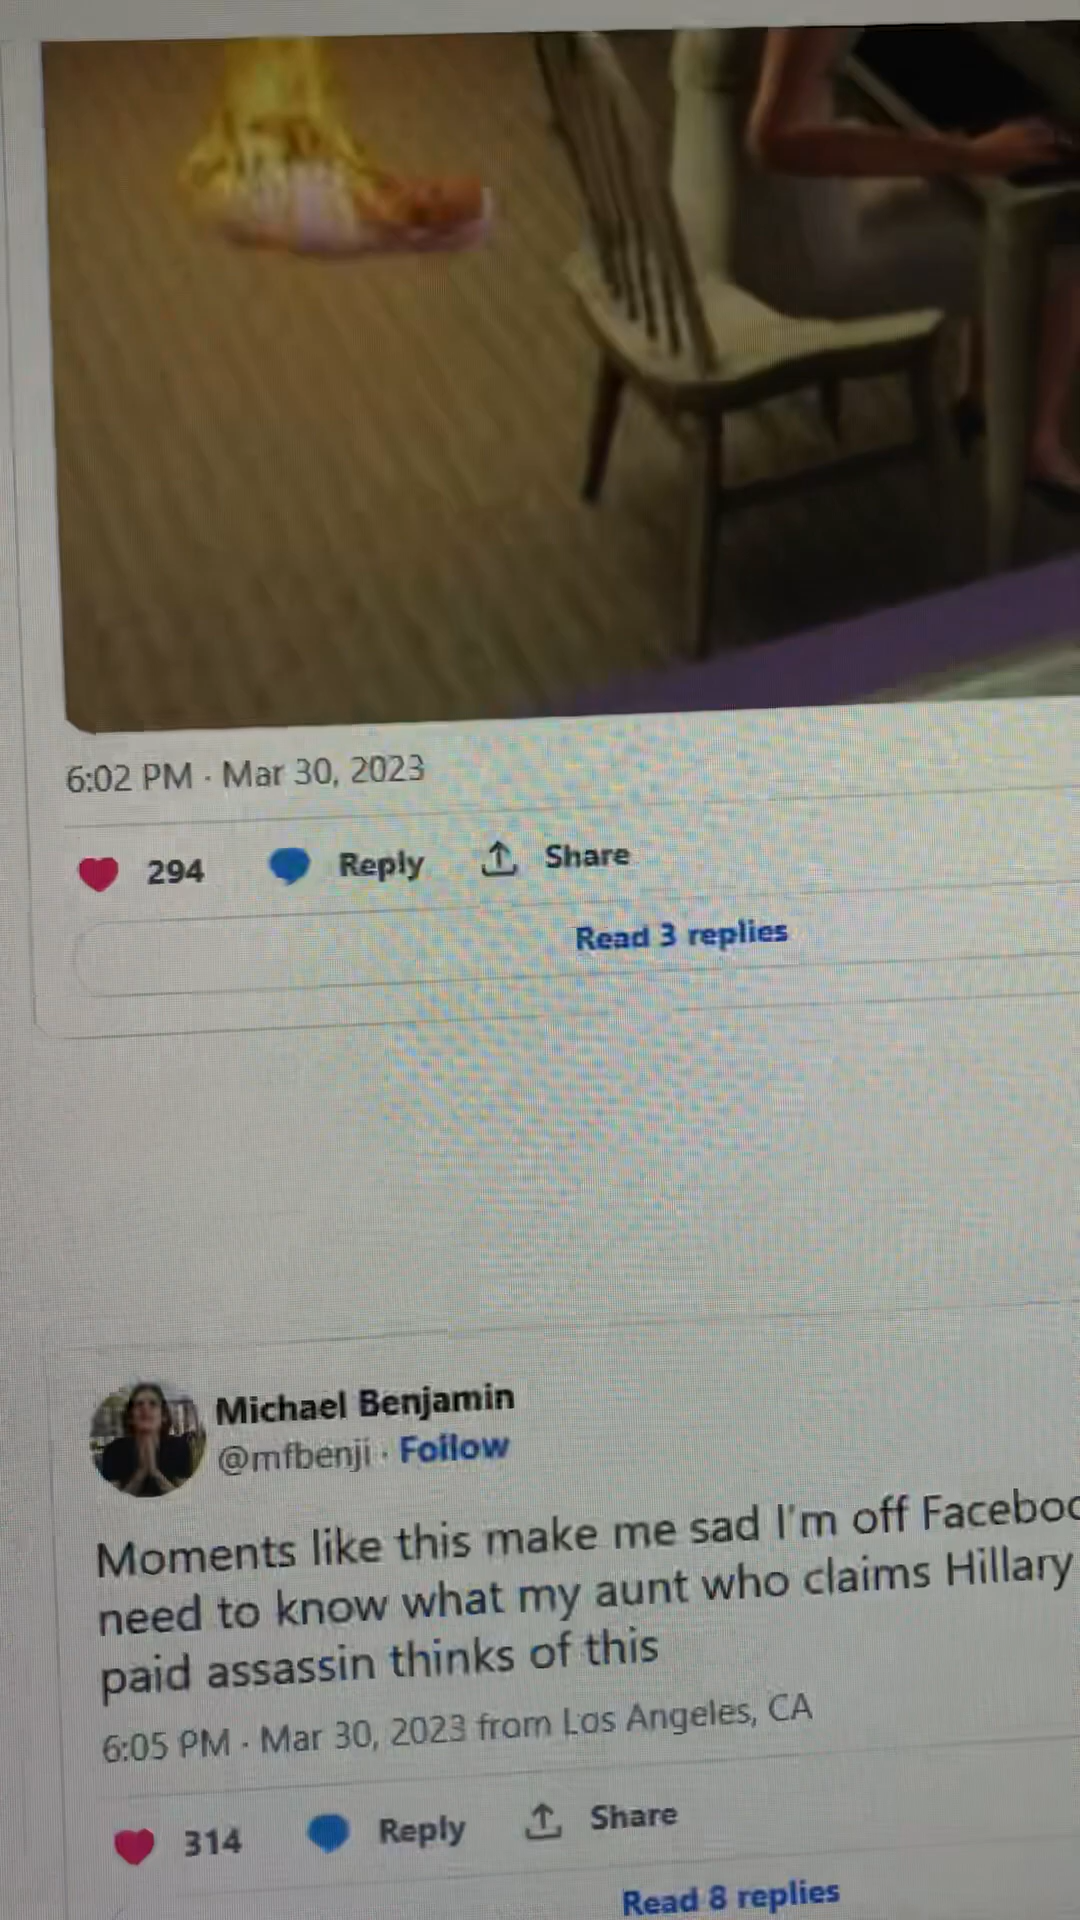 6:02 PM · Mar 30, 2023
294 Reply Share
Read 3 replies
Michael Benjamin
@mfbenji · Follow
Moments like this make me sad I'm off Faceboo
need to know what my aunt who claims Hillary
paid assassin thinks of this
6:05 PM · Mar 30, 2023 from Los Angeles, CA
314 Reply Share
Read 8 replies